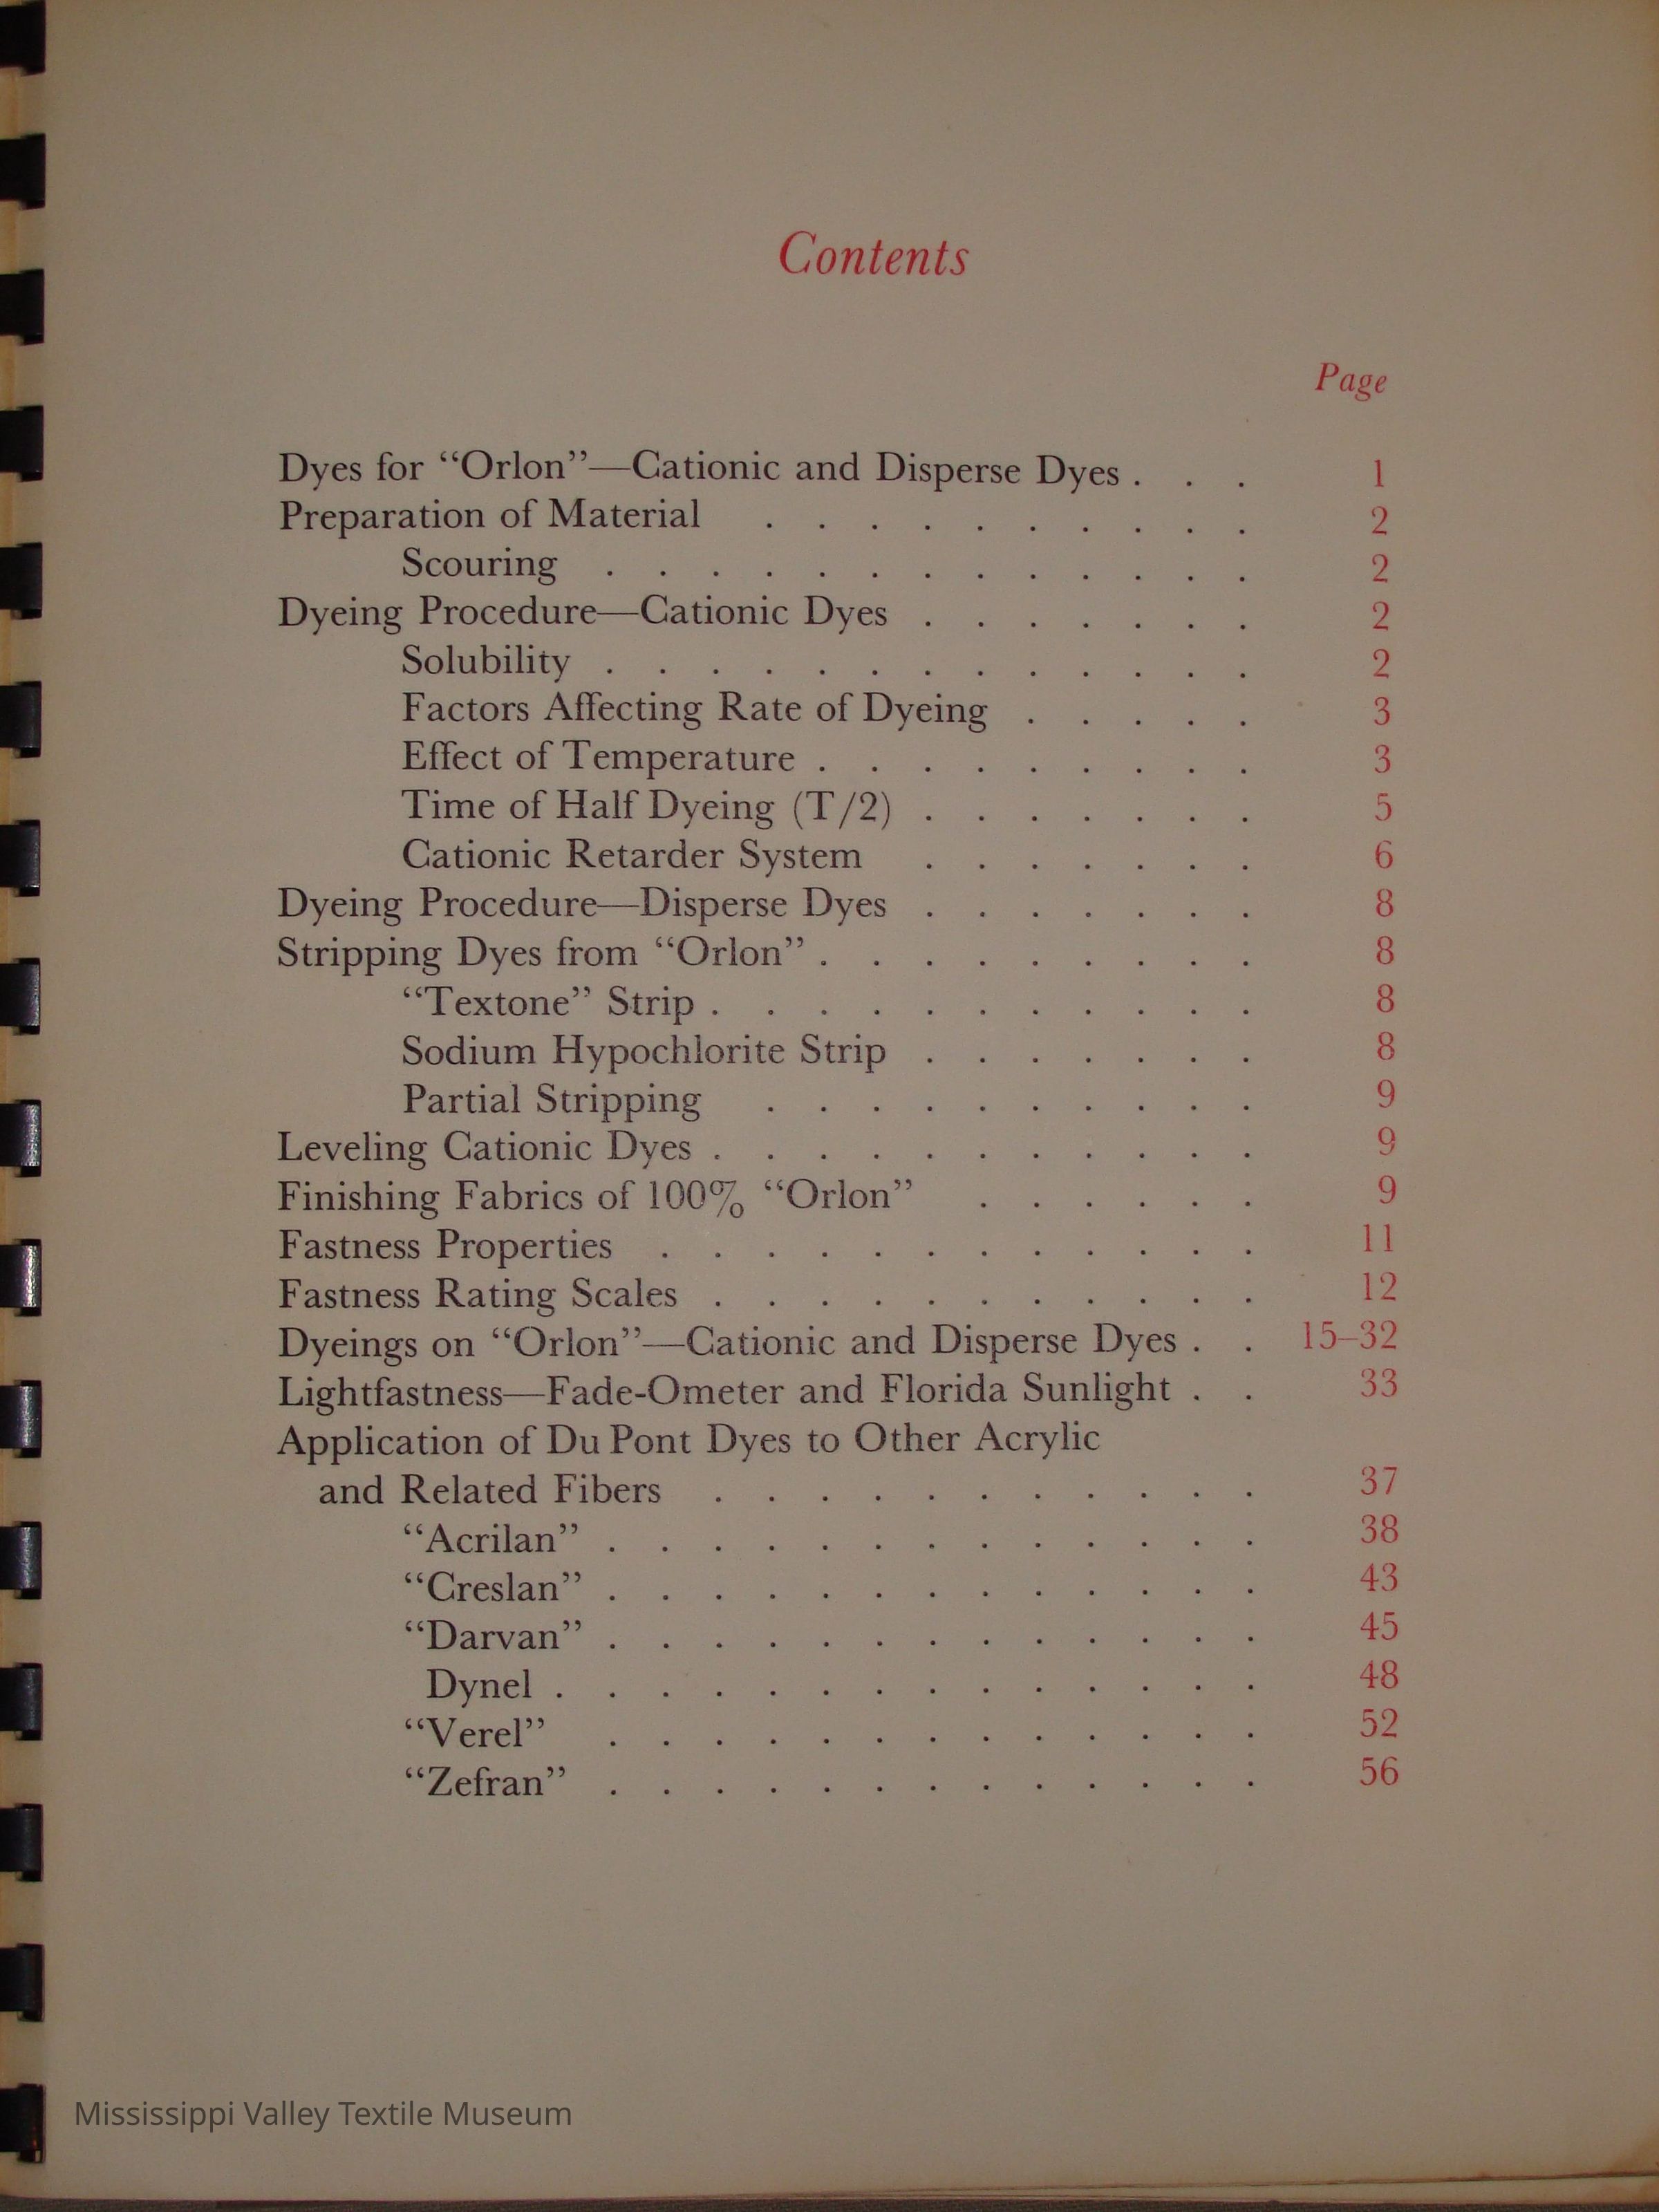 Contents
Page
Dyes for “Orlon”—Cationic and Disperse Dyes . . . 1
Preparation of Material . . . . . . . . . . 2
Scouring . . . . . . . . . . . . . 2
Dyeing Procedure—Cationic Dyes . . . . . . . 2
Solubility . . . . . . . . . . . . . 2
Factors Affecting Rate of Dyeing . . . . . 3
Effect of Temperature . . . . . . . . . 3
Time of Half Dyeing (T/2) . . . . . . . 5
Cationic Retarder System . . . . . . . 6
Dyeing Procedure—Disperse Dyes . . . . . . . 8
Stripping Dyes from “Orlon” . . . . . . . . . 8
“Textone” Strip . . . . . . . . . . . 8
Sodium Hypochlorite Strip . . . . . . . 8
Partial Stripping . . . . . . . . . . 9
Leveling Cationic Dyes . . . . . . . . . . . 9
Finishing Fabrics of 100% “Orlon” . . . . . . 9
Fastness Properties . . . . . . . . . . . . 11
Fastness Rating Scales . . . . . . . . . . . 12
Dyeings on “Orlon”—Cationic and Disperse Dyes . . 15–32
Lightfastness—Fade-Ometer and Florida Sunlight . . 33
Application of Du Pont Dyes to Other Acrylic
and Related Fibers . . . . . . . . . . . 37
“Acrilan” . . . . . . . . . . . . . 38
“Creslan” . . . . . . . . . . . . . 43
“Darvan” . . . . . . . . . . . . . 45
Dynel . . . . . . . . . . . . . . 48
“Verel” . . . . . . . . . . . . . 52
“Zefran” . . . . . . . . . . . . . 56
Mississippi Valley Textile Museum